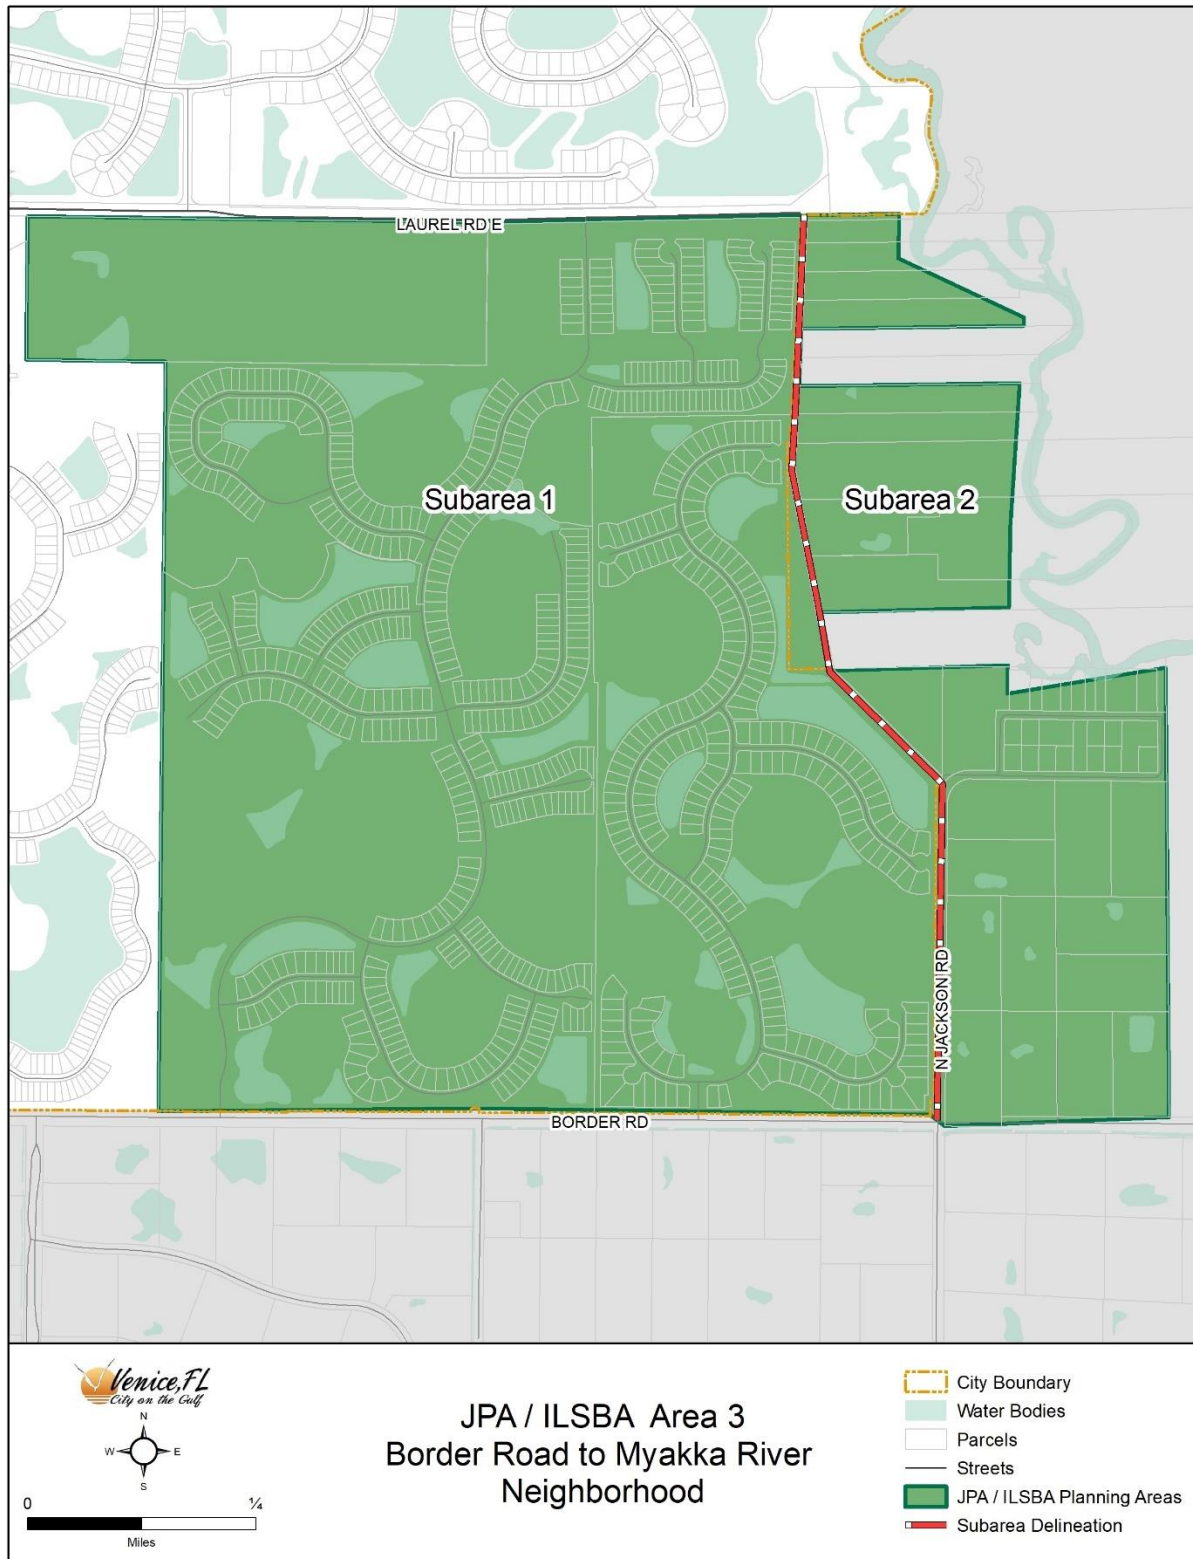 LAUREL RD E
Subarea 1
Subarea 2
N JACKSON RD
BORDER RD
Venice, FL
City on the Gulf
N
W
E
S
0
¼
Miles
JPA / ILSBA Area 3
Border Road to Myakka River
Neighborhood
City Boundary
Water Bodies
Parcels
Streets
JPA / ILSBA Planning Areas
Subarea Delineation